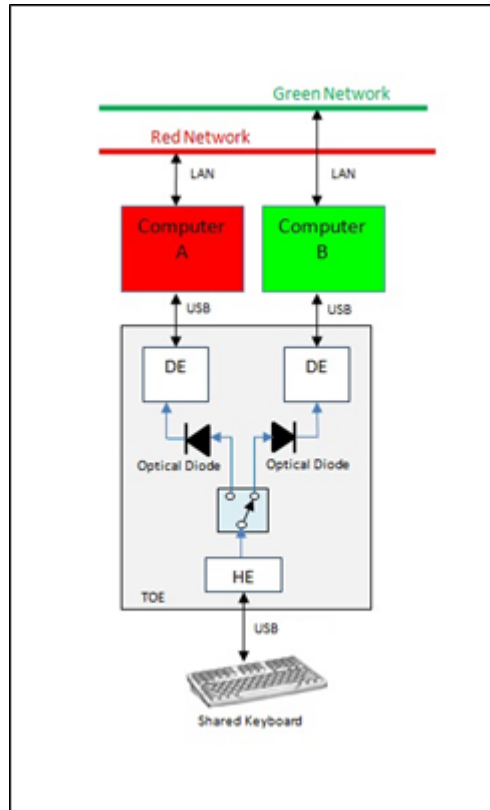 Green Network
Red Network
LAN
LAN
Computer
A
Computer
B
USB
USB
DE
DE
Optical Diode
Optical Diode
HE
TOE
USB
Shared Keyboard